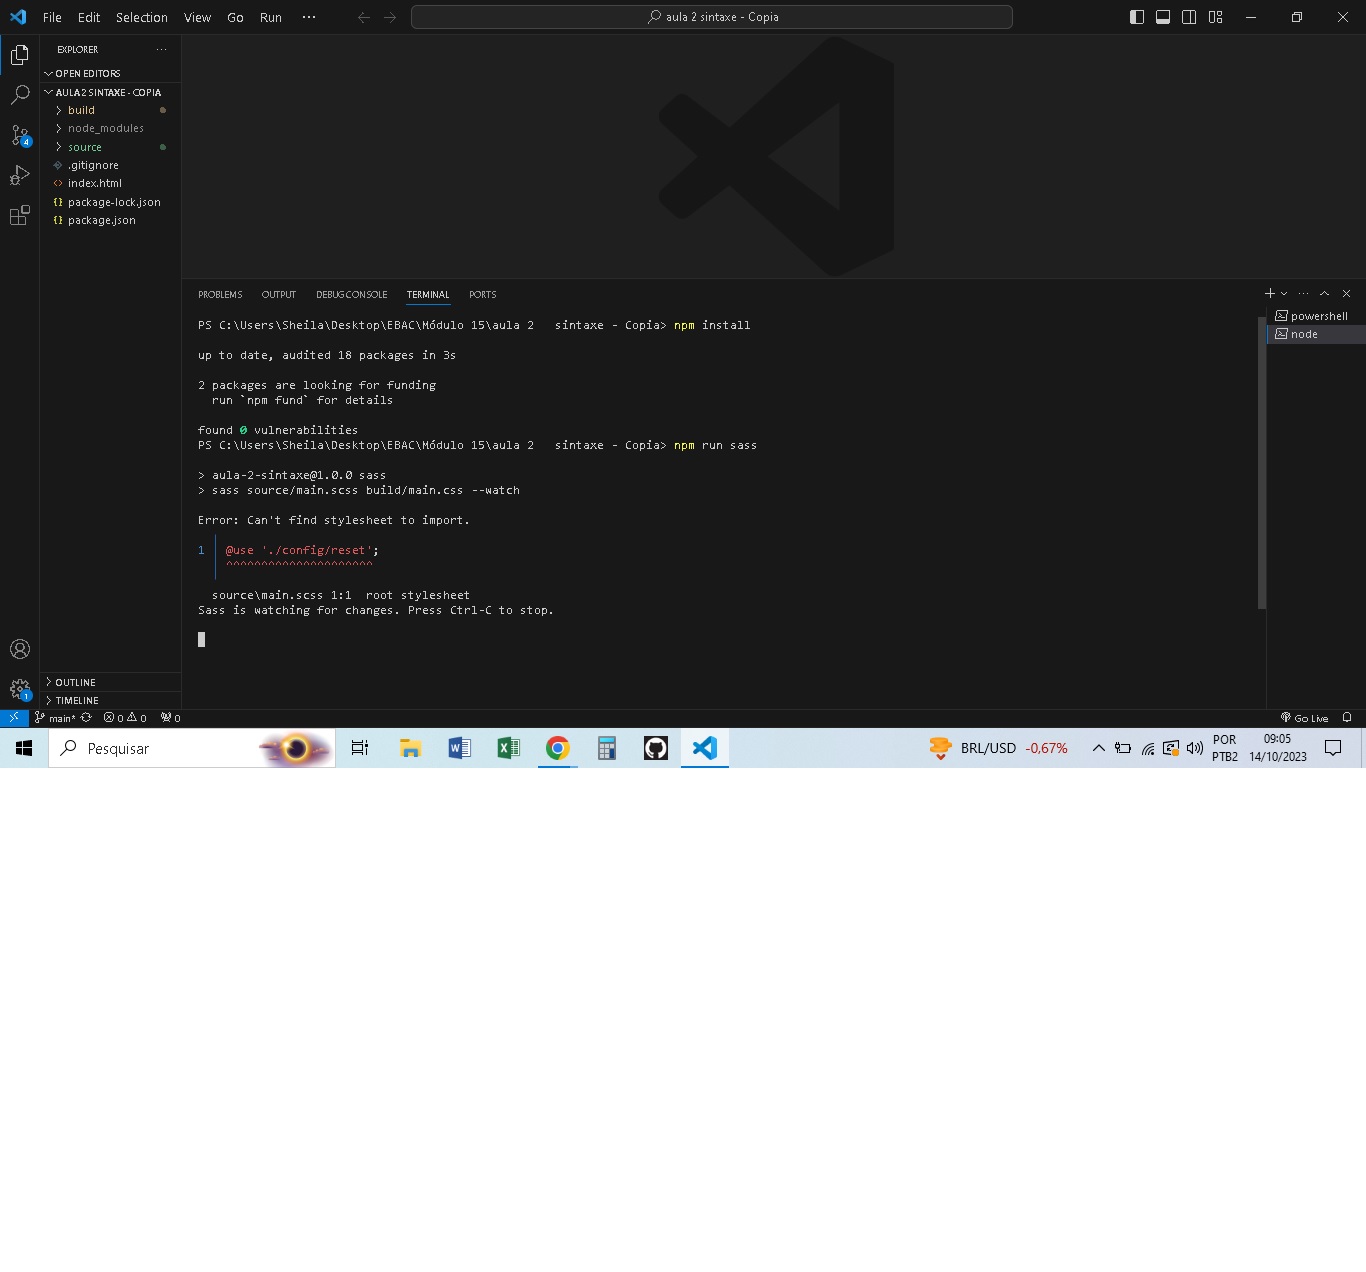 File Edit Selection View Go Run ···
aula 2 sintaxe - Copia
EXPLORER
OPEN EDITORS
AULA 2 SINTAXE - COPIA
build
node_modules
source
.gitignore
index.html
package-lock.json
package.json
OUTLINE
TIMELINE
4
1
PROBLEMS OUTPUT DEBUG CONSOLE TERMINAL PORTS
powershell
node
PS C:\Users\Sheila\Desktop\EBAC\Módulo 15\aula 2   sintaxe - Copia> npm install
up to date, audited 18 packages in 3s
2 packages are looking for funding
run `npm fund` for details
found 0 vulnerabilities
PS C:\Users\Sheila\Desktop\EBAC\Módulo 15\aula 2   sintaxe - Copia> npm run sass
> aula-2-sintaxe@1.0.0 sass
> sass source/main.scss build/main.css --watch
Error: Can't find stylesheet to import.
1 @use './config/reset';
^^^^^^^^^^^^^^^^^^^^^
source\main.scss 1:1  root stylesheet
Sass is watching for changes. Press Ctrl-C to stop.
main* 0 0 0 Go Live
Pesquisar
BRL/USD -0,67%
POR
PTB2
09:05
14/10/2023